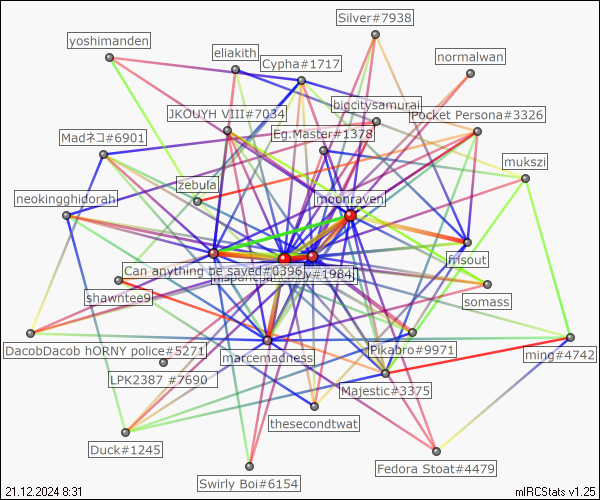 Silver#7938
yoshimanden
eliakith
normalwan
Cypha#1717
bigcitysamurai
JKOUYH VIII#7034
Pocket Persona#3326
Eg.Master#1378
Madネコ#6901
mukszi
zebula
neokingghidorah
moonraven
frisout
Can anything be saved#0396
#1984
shawntee9
somass
DacobDacob hORNY police#5271
marcemadness
Pikabro#9971
ming#4742
LPK2387 #7690
Majestic#3375
thesecondtwat
Duck#1245
Fedora Stoat#4479
Swirly Boi#6154
21.12.2024 8:31
mIRCStats v1.25